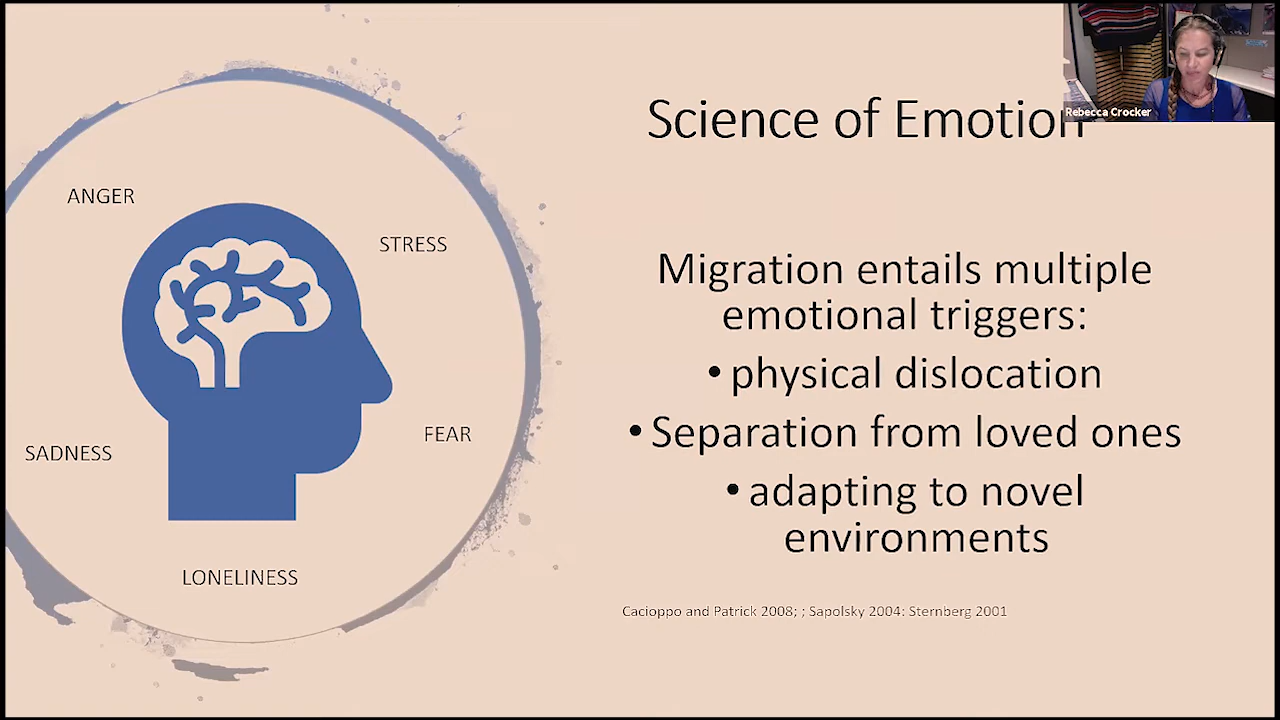 Rebecca Crocker
Science of Emotion
ANGER
STRESS
SADNESS
FEAR
LONELINESS
Migration entails multiple
emotional triggers:
• physical dislocation
• Separation from loved ones
• adapting to novel
environments
Cacioppo and Patrick 2008; ; Sapolsky 2004: Sternberg 2001